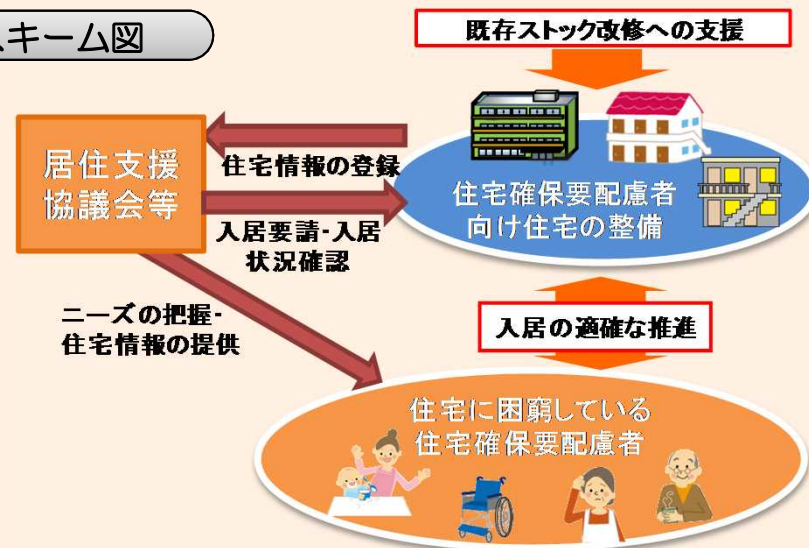 スキーム図
既存ストック改修への支援
居住支援
協議会等
住宅情報の登録
入居要請・入居
状況確認
住宅確保要配慮者
向け住宅の整備
ニーズの把握・
住宅情報の提供
入居の適確な推進
住宅に困窮している
住宅確保要配慮者